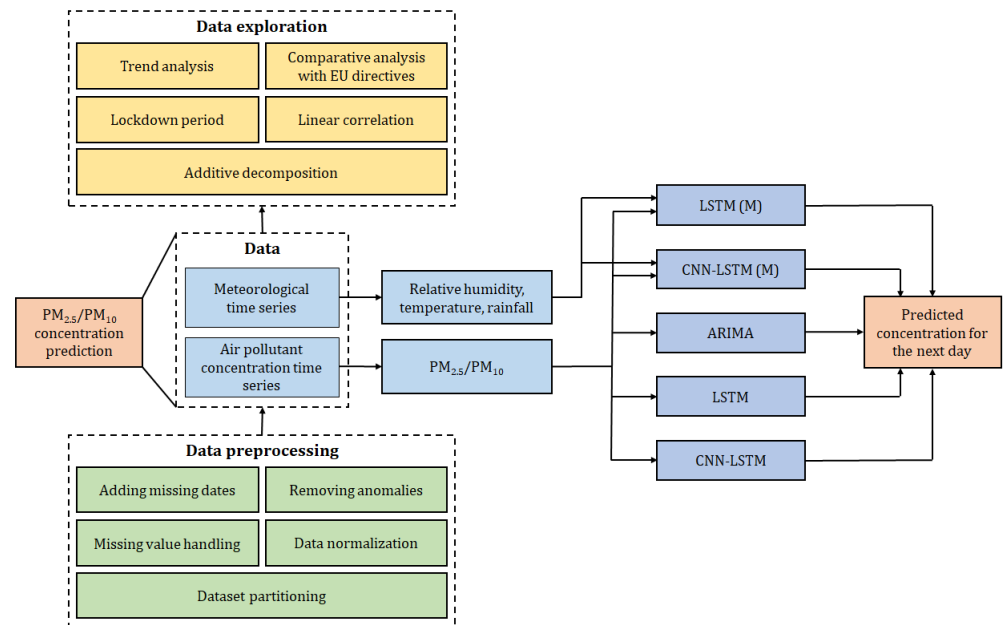 Data exploration
Trend analysis
Comparative analysis
with EU directives
Lockdown period
Linear correlation
Additive decomposition
PM₂.₅/PM₁₀
concentration
prediction
Data
Meteorological
time series
Air pollutant
concentration time
series
Relative humidity,
temperature, rainfall
PM₂.₅/PM₁₀
Data preprocessing
Adding missing dates
Removing anomalies
Missing value handling
Data normalization
Dataset partitioning
LSTM (M)
CNN-LSTM (M)
ARIMA
LSTM
CNN-LSTM
Predicted
concentration for
the next day